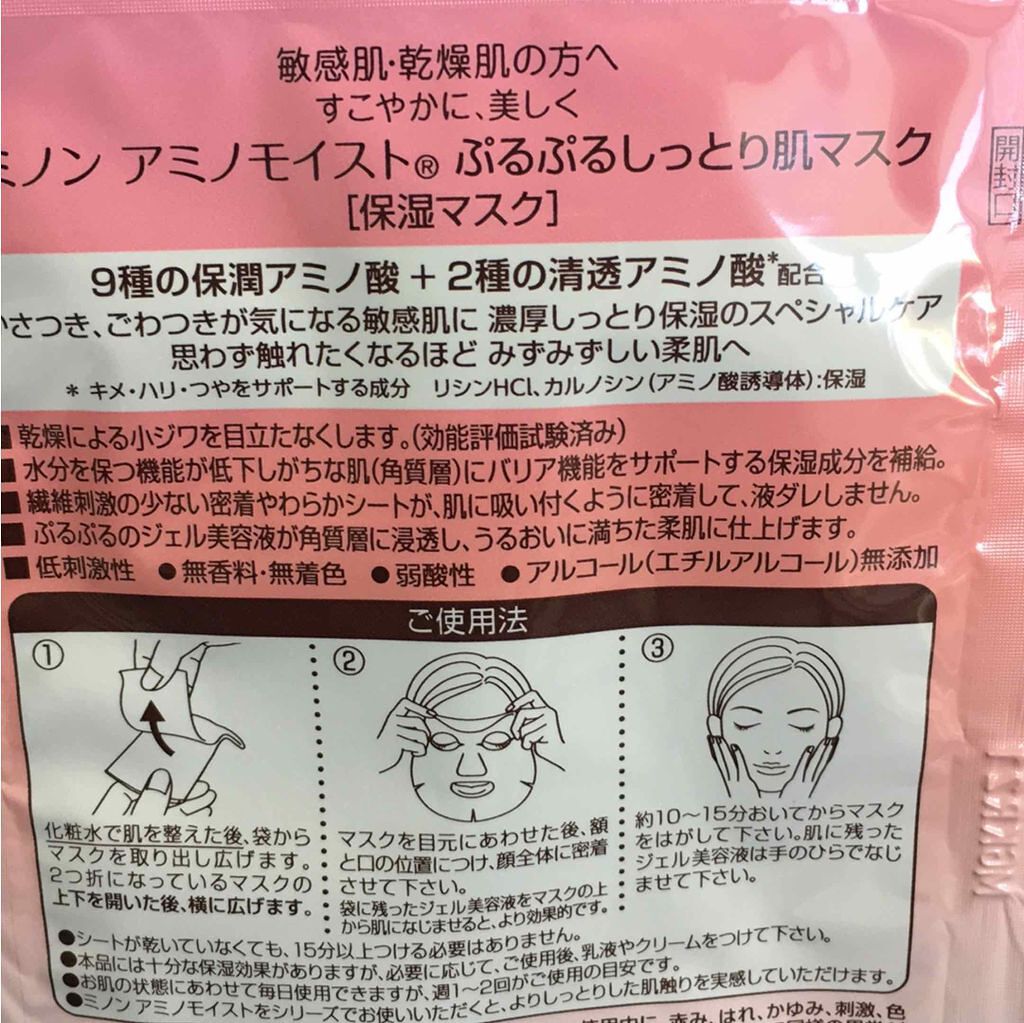 敏感肌・乾燥肌の方へ
すこやかに、美しく
ミノン アミノモイスト® ぷるぷるしっとり肌マスク
[保湿マスク]
開封口
9種の保潤アミノ酸 + 2種の清透アミノ酸*配合
かさつき、ごわつきが気になる敏感肌に 濃厚しっとり保湿のスペシャルケア
思わず触れたくなるほど みずみずしい柔肌へ
* キメ・ハリ・つやをサポートする成分 リシンHCl、カルノシン(アミノ酸誘導体):保湿
■ 乾燥による小ジワを目立たなくします。(効能評価試験済み)
■ 水分を保つ機能が低下しがちな肌(角質層)にバリア機能をサポートする保湿成分を補給。
■ 繊維刺激の少ない密着やわらかシートが、肌に吸い付くように密着して、液ダレしません。
■ ぷるぷるのジェル美容液が角質層に浸透し、うるおいに満ちた柔肌に仕上げます。
■ 低刺激性 ●無香料・無着色 ●弱酸性 ●アルコール(エチルアルコール)無添加
ご使用法
①
化粧水で肌を整えた後、袋から
マスクを取り出し広げます。
2つ折になっているマスクの
上下を開いた後、横に広げます。
②
マスクを目元にあわせた後、額
と口の位置につけ、顔全体に密着
させて下さい。
袋に残ったジェル美容液をマスクの上
から肌になじませると、より効果的です。
③
約10〜15分おいてからマスク
をはがして下さい。肌に残った
ジェル美容液は手のひらでなじ
ませて下さい。
●シートが乾いていなくても、15分以上つける必要はありません。
●本品には十分な保湿効果がありますが、必要に応じて、ご使用後、乳液やクリームをつけて下さい。
●お肌の状態にあわせて毎日使用できますが、週1〜2回がご使用の目安です。
●ミノン アミノモイストをシリーズでお使いいただくと、よりしっとりした肌触りを実感していただけます。
使用中に、赤み、はれ、かゆみ、刺激、色